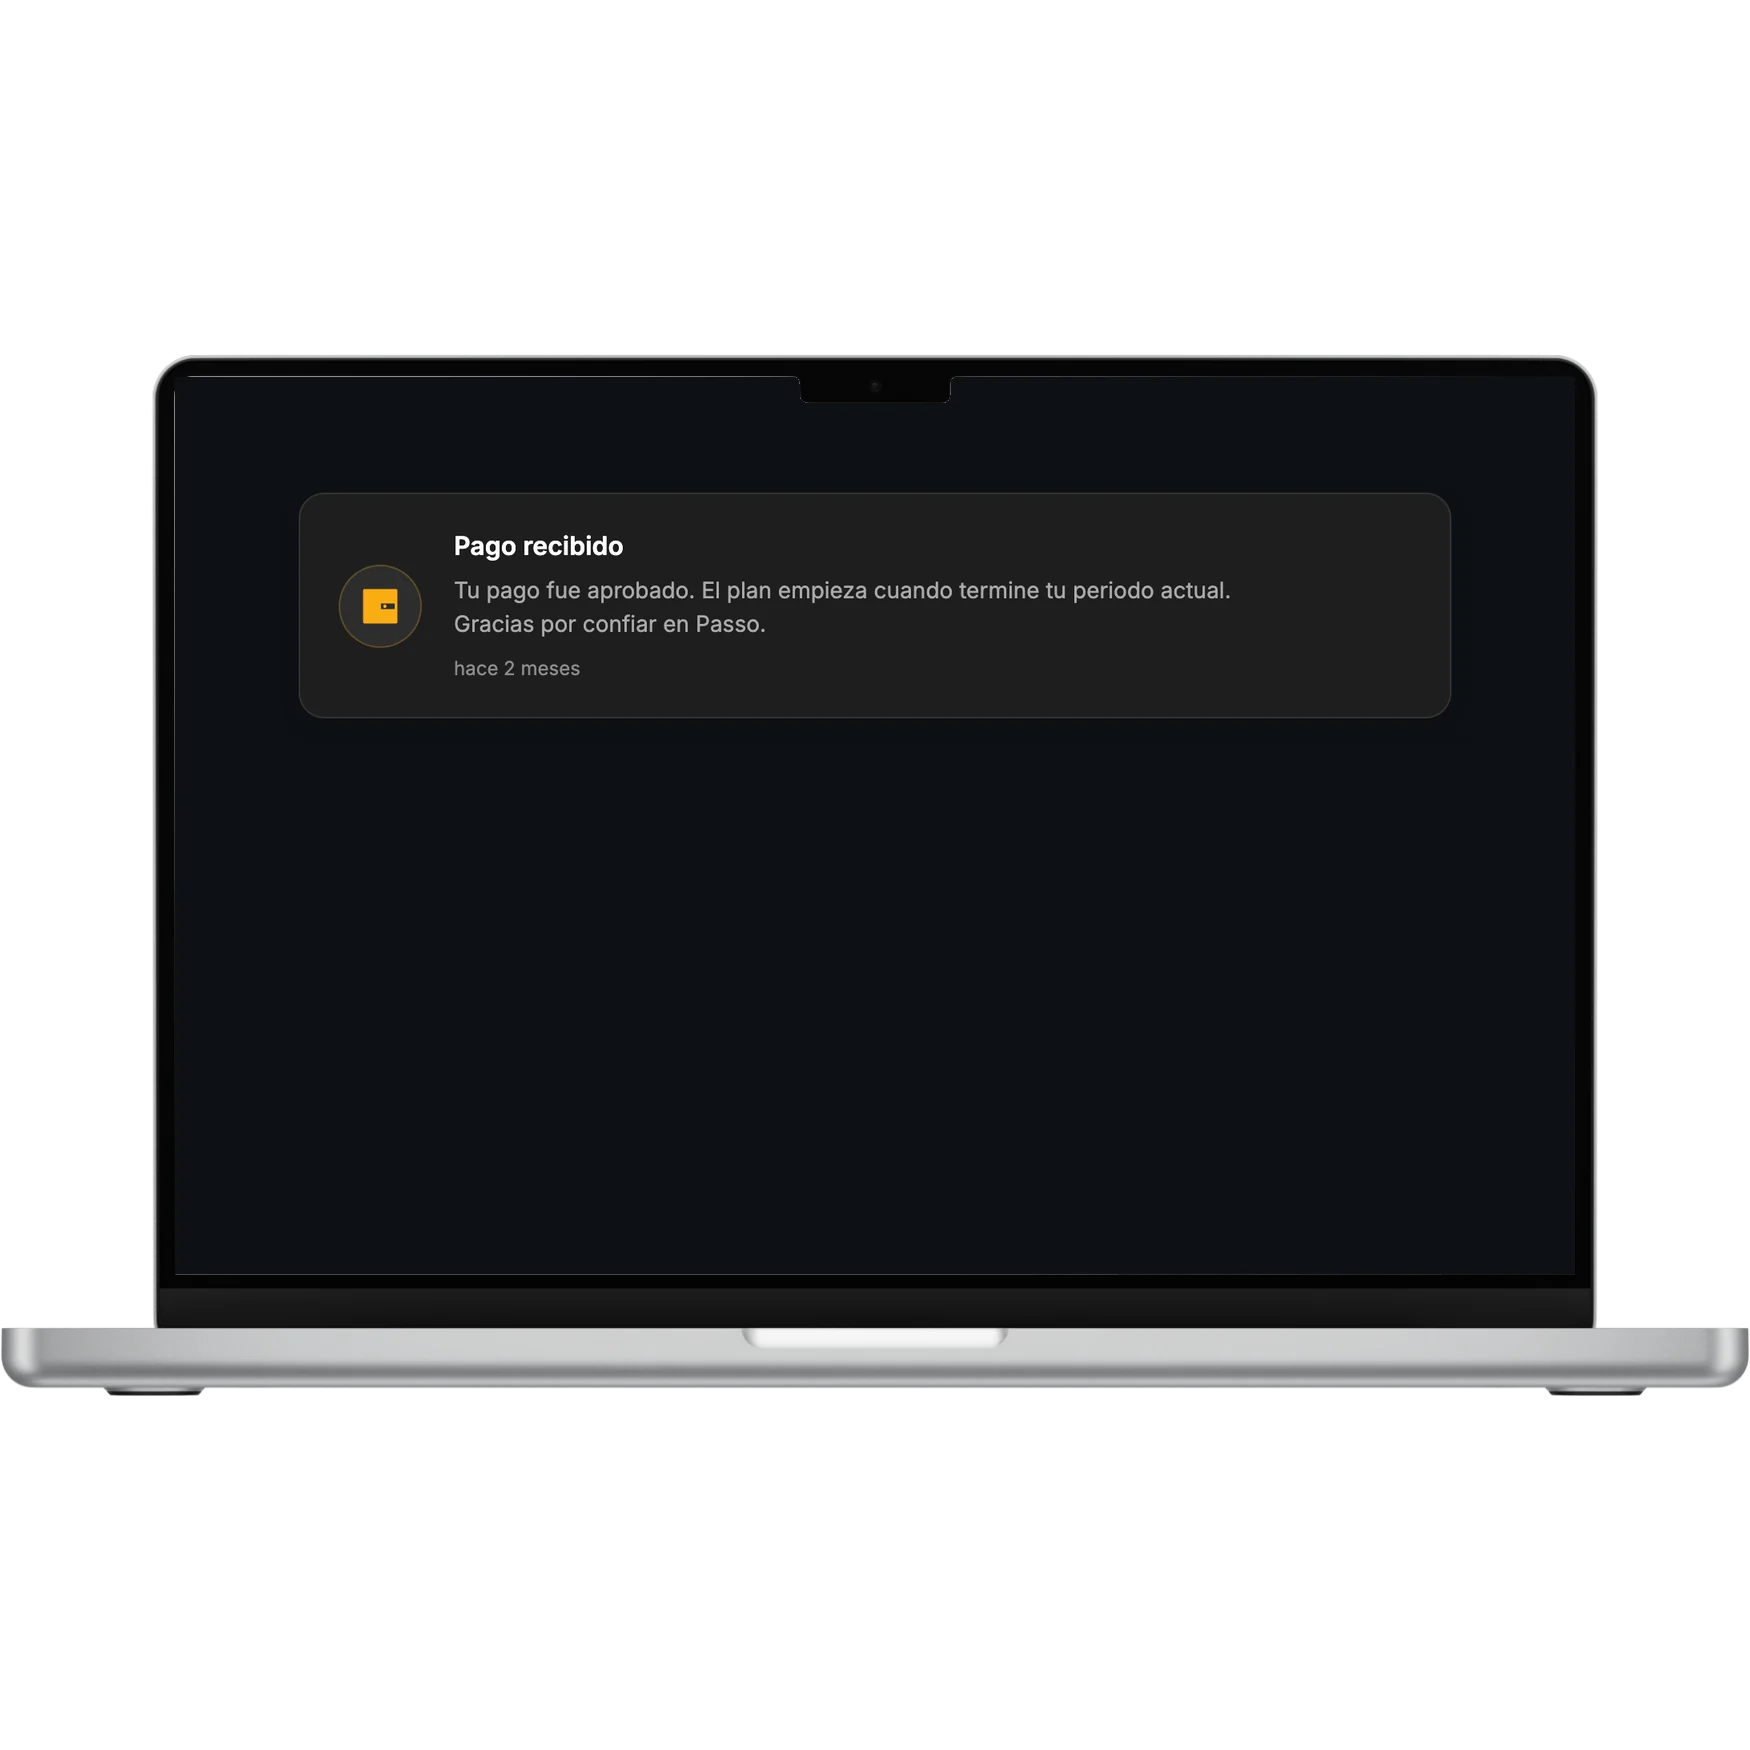 Pago recibido
Tu pago fue aprobado. El plan empieza cuando termine tu periodo actual.
Gracias por confiar en Passo.
hace 2 meses